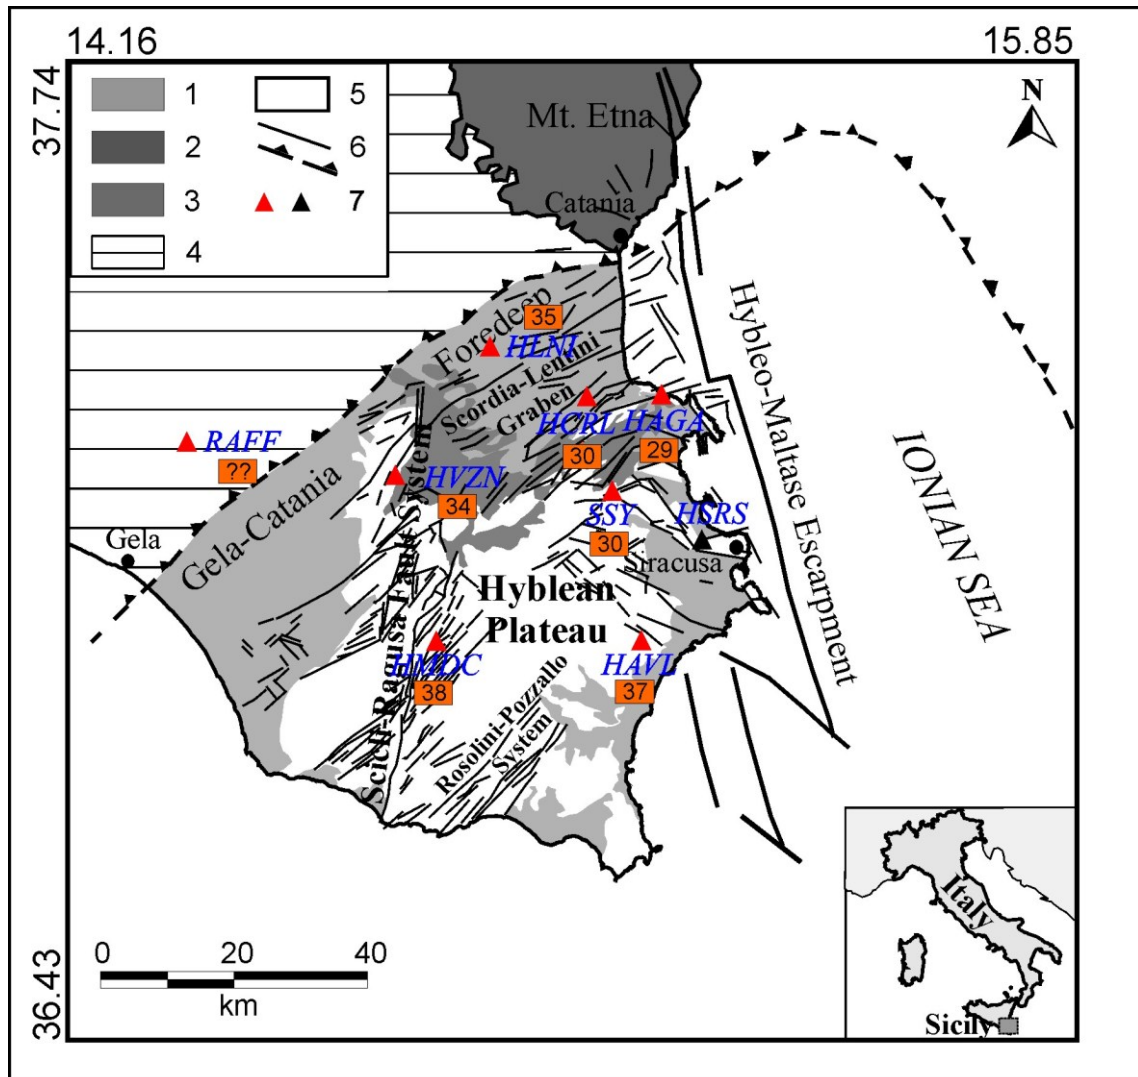 14.16
15.85
37.74
1
5
2
6
3
7
4
Mt. Etna
N
Catania
Foredeep
35
HLNI
Scordia-Lentini
Graben
HCRL
HAGA
30
29
RAFF
??
HVZN
34
SSY
HSRS
30
Siracusa
Gela
Gela-Catania
Scicli-Ragusa Fault System
Hyblean
Plateau
HMDC
38
HAVL
37
Rosolini-Pozzallo
System
Hybleo-Maltase Escarpment
IONIAN SEA
36.43
0 20 40
km
Italy
Sicily